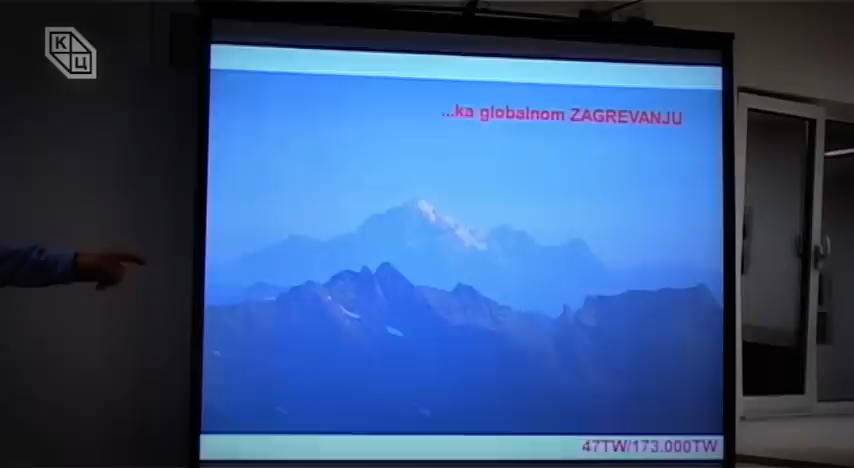 К
Ц
...ka globalnom ZAGREVANJU
47TW/173.000TW